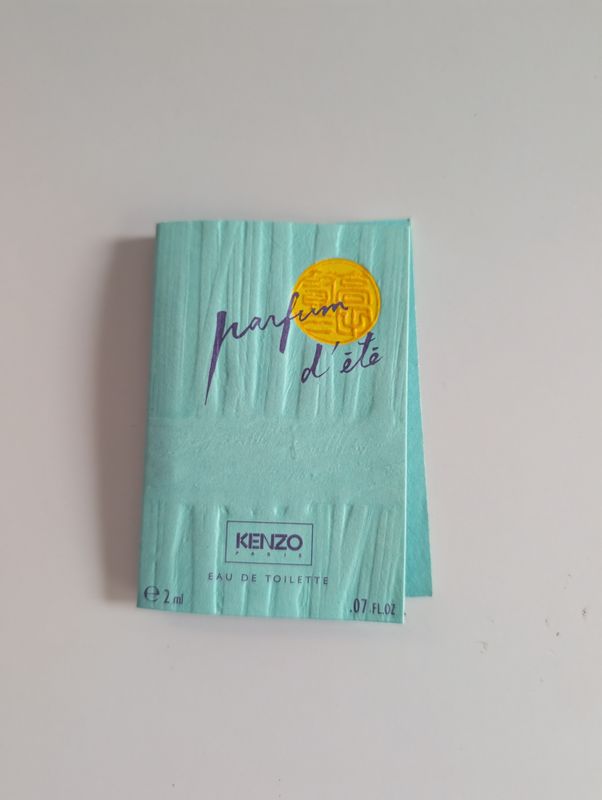 parfum
d'été
KENZO
PARIS
EAU DE TOILETTE
℮ 2 ml
.07 FL.OZ